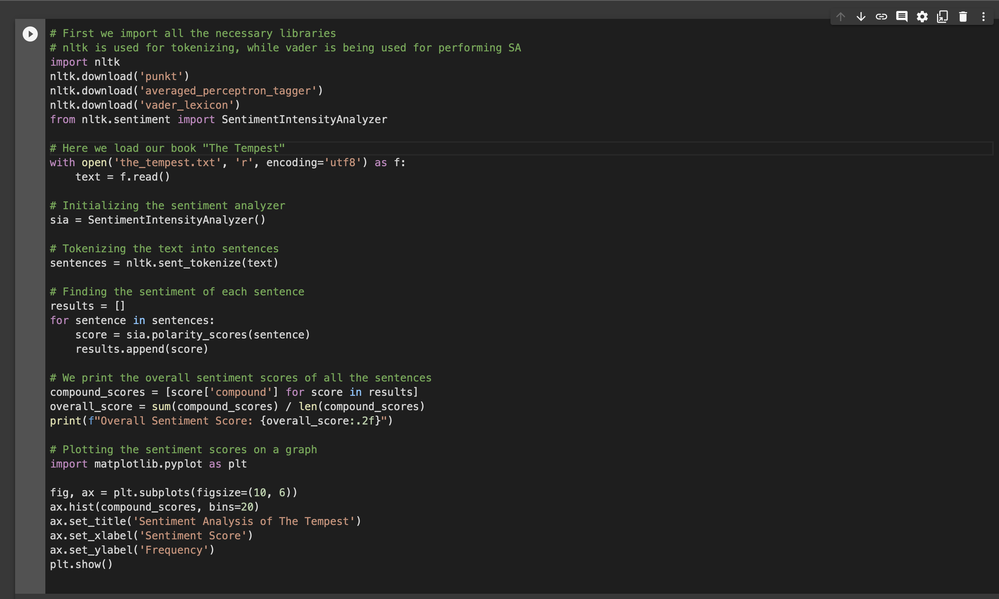 # First we import all the necessary libraries
# nltk is used for tokenizing, while vader is being used for performing SA
import nltk
nltk.download('punkt')
nltk.download('averaged_perceptron_tagger')
nltk.download('vader_lexicon')
from nltk.sentiment import SentimentIntensityAnalyzer

# Here we load our book "The Tempest"
with open('the_tempest.txt', 'r', encoding='utf8') as f:
    text = f.read()

# Initializing the sentiment analyzer
sia = SentimentIntensityAnalyzer()

# Tokenizing the text into sentences
sentences = nltk.sent_tokenize(text)

# Finding the sentiment of each sentence
results = []
for sentence in sentences:
    score = sia.polarity_scores(sentence)
    results.append(score)

# We print the overall sentiment scores of all the sentences
compound_scores = [score['compound'] for score in results]
overall_score = sum(compound_scores) / len(compound_scores)
print(f"Overall Sentiment Score: {overall_score:.2f}")

# Plotting the sentiment scores on a graph
import matplotlib.pyplot as plt

fig, ax = plt.subplots(figsize=(10, 6))
ax.hist(compound_scores, bins=20)
ax.set_title('Sentiment Analysis of The Tempest')
ax.set_xlabel('Sentiment Score')
ax.set_ylabel('Frequency')
plt.show()